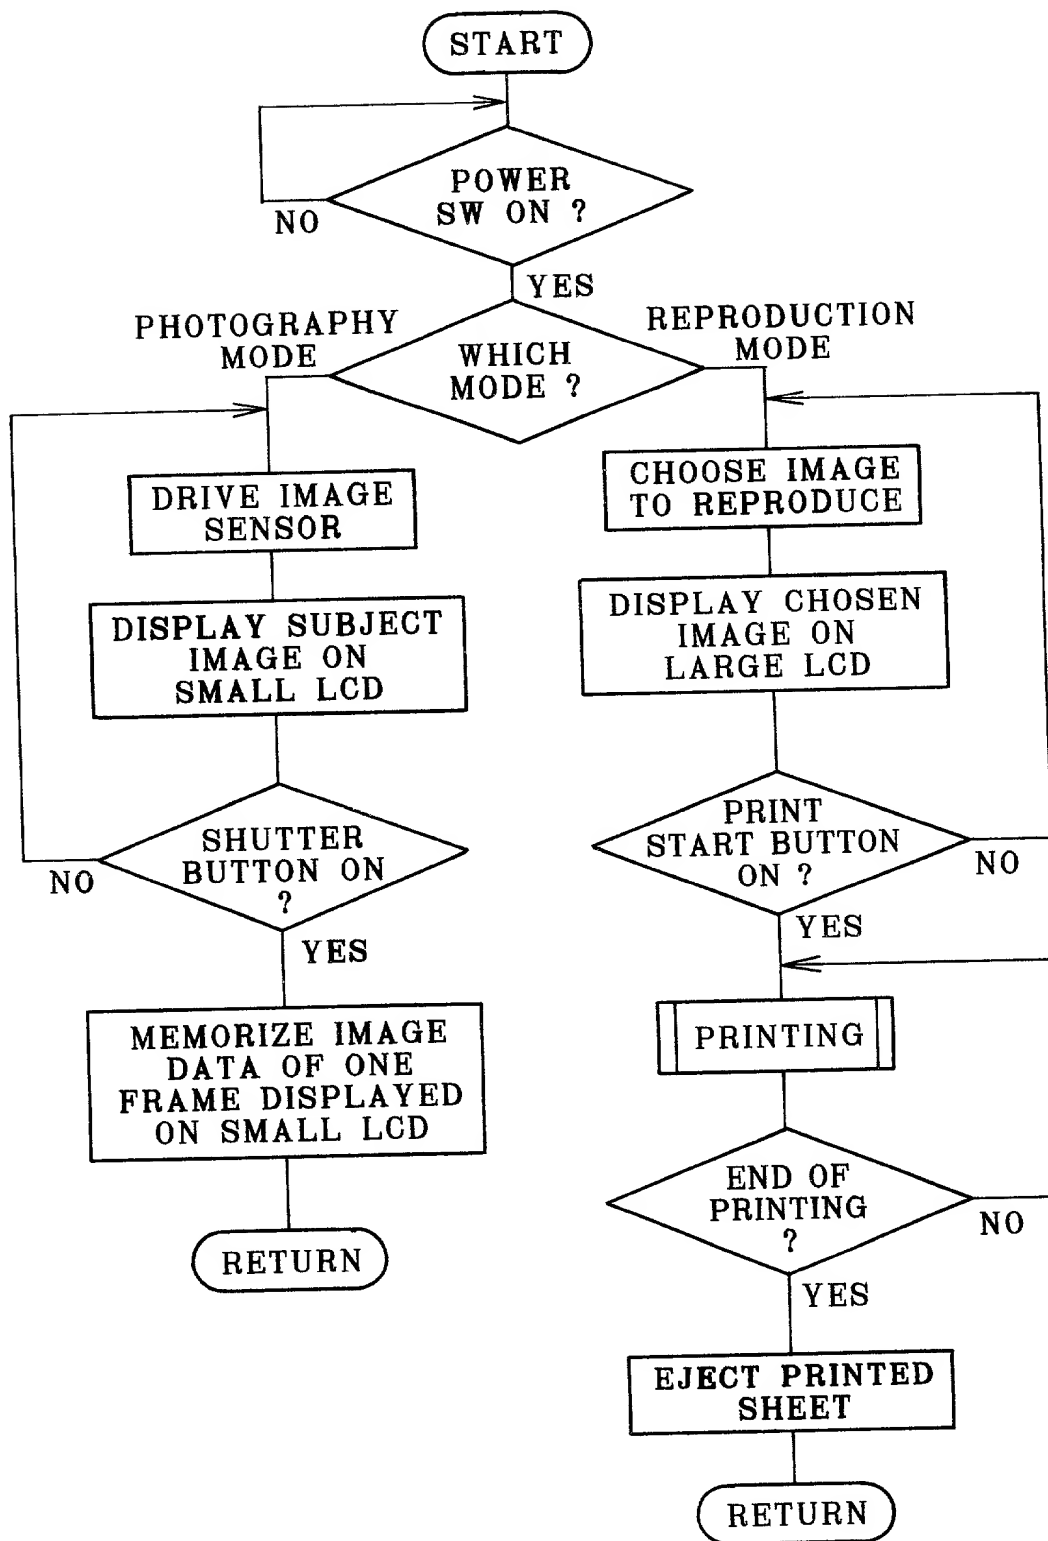 START
POWER
SW ON ?
NO
YES
PHOTOGRAPHY
MODE
WHICH
MODE ?
REPRODUCTION
MODE
DRIVE IMAGE
SENSOR
DISPLAY SUBJECT
IMAGE ON
SMALL LCD
SHUTTER
BUTTON ON
?
NO
YES
MEMORIZE IMAGE
DATA OF ONE
FRAME DISPLAYED
ON SMALL LCD
RETURN
CHOOSE IMAGE
TO REPRODUCE
DISPLAY CHOSEN
IMAGE ON
LARGE LCD
PRINT
START BUTTON
ON ?
NO
YES
PRINTING
END OF
PRINTING
?
NO
YES
EJECT PRINTED
SHEET
RETURN